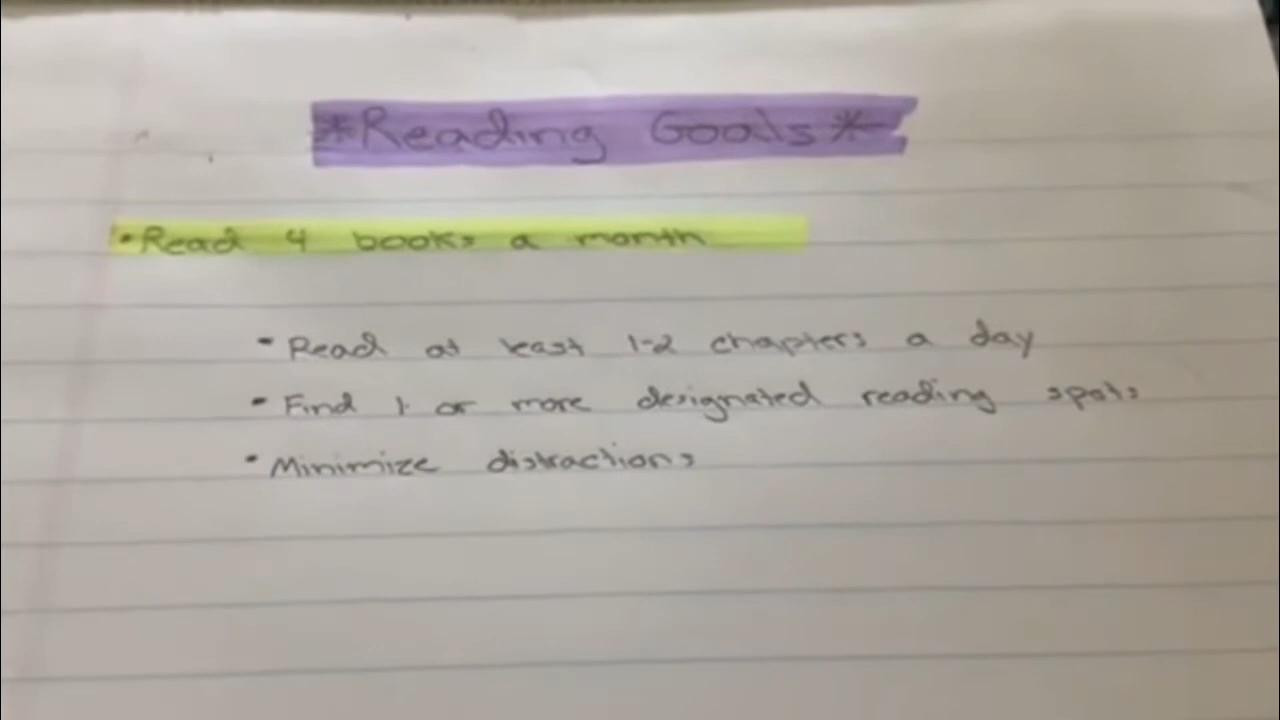 *Reading Goals*
•Read 4 books a month
•Read at least 1-2 chapters a day
•Find 1 or more designated reading spots
•Minimize distractions